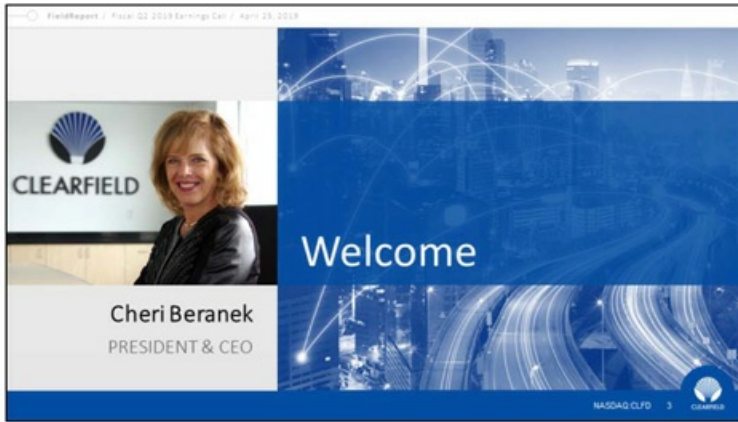 FieldReport / Fiscal Q2 2019 Earnings Call / April 25, 2019
CLEARFIELD
Welcome
Cheri Beranek
PRESIDENT & CEO
NASDAQ:CLFD 3 CLEARFIELD